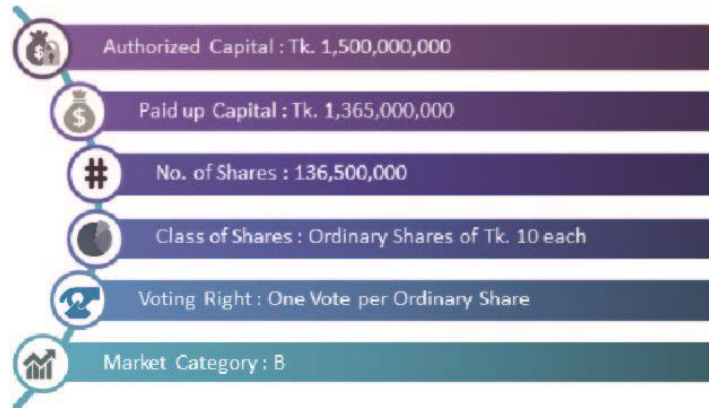 Authorized Capital : Tk. 1,500,000,000
Paid up Capital : Tk. 1,365,000,000
# No. of Shares : 136,500,000
Class of Shares : Ordinary Shares of Tk. 10 each
Voting Right : One Vote per Ordinary Share
Market Category : B